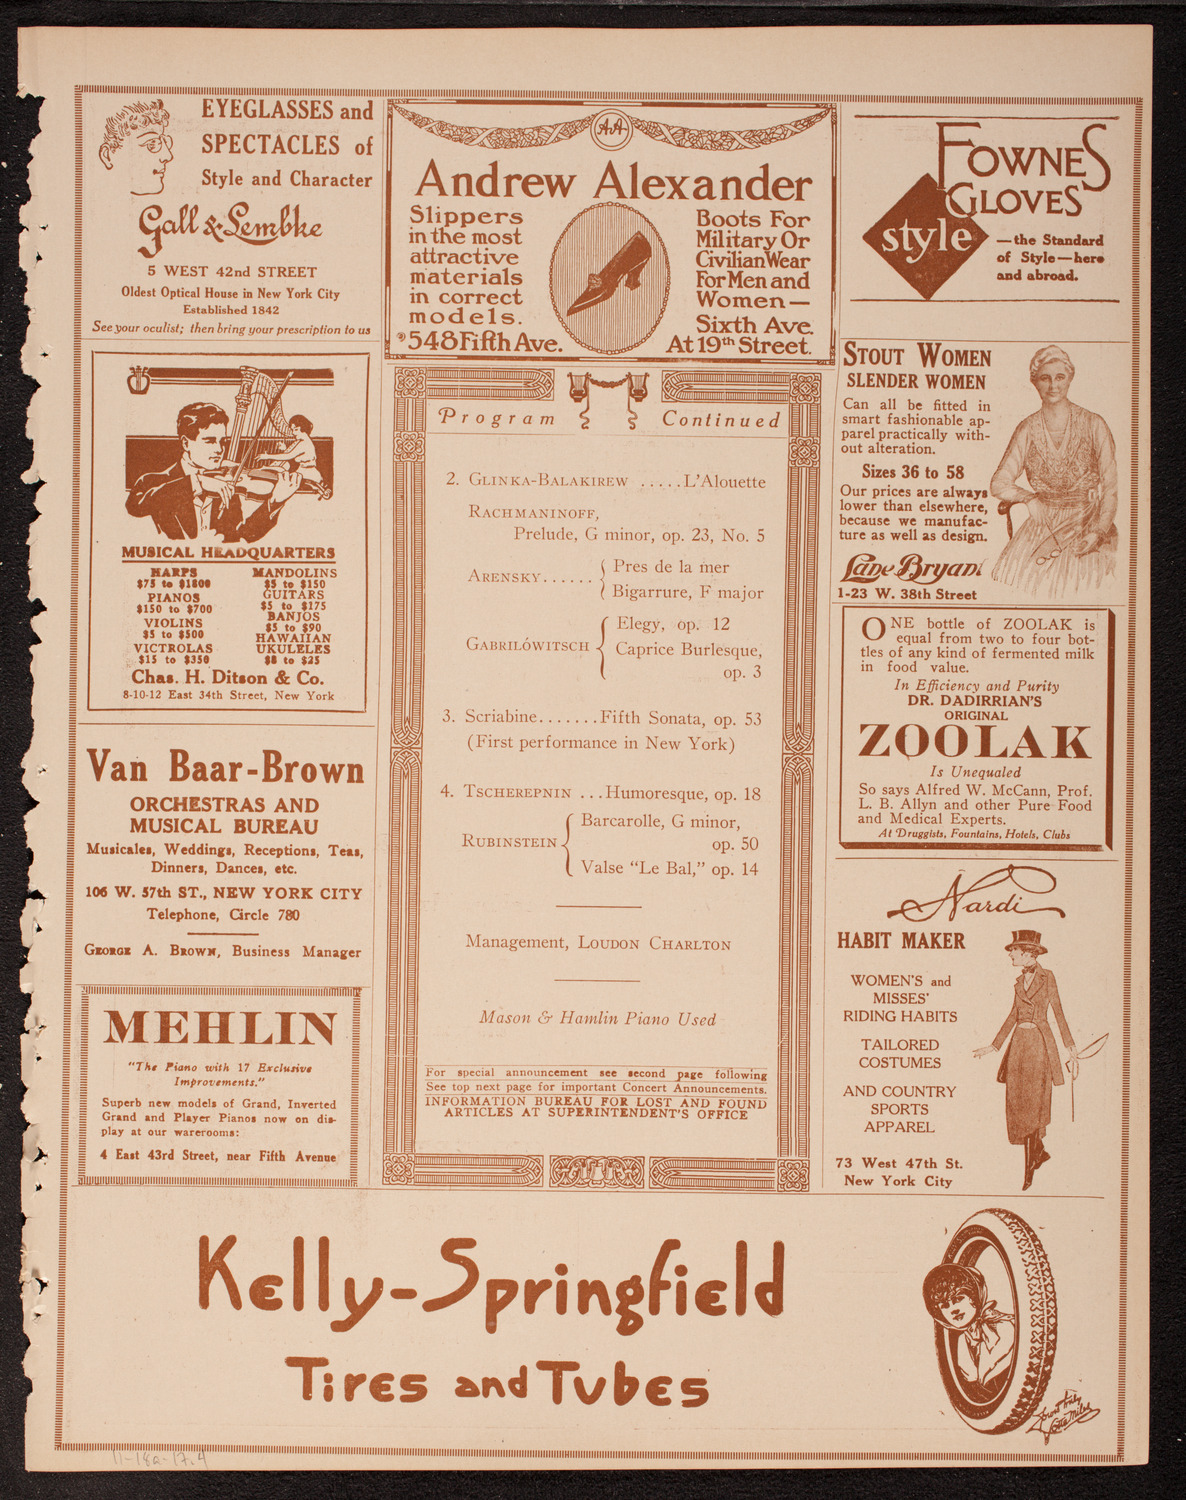 EYEGLASSES and
SPECTACLES of
Style and Character
Gall & Lembke
5 WEST 42nd STREET
Oldest Optical House in New York City
Established 1842
See your oculist; then bring your prescription to us
AA
Andrew Alexander
Slippers
in the most
attractive
materials
in correct
models.
548 Fifth Ave.
Boots For
Military Or
Civilian Wear
For Men and
Women—
Sixth Ave.
At 19th Street.
FOWNES
GLOVES
style
—the Standard
of Style—here
and abroad.
MUSICAL HEADQUARTERS
HARPS
$75 to $1800
PIANOS
$150 to $700
VIOLINS
$5 to $500
VICTROLAS
$15 to $350
MANDOLINS
$5 to $150
GUITARS
$5 to $175
BANJOS
$5 to $90
HAWAIIAN
UKULELES
$8 to $25
Chas. H. Ditson & Co.
8-10-12 East 34th Street, New York
Van Baar-Brown
ORCHESTRAS AND
MUSICAL BUREAU
Musicales, Weddings, Receptions, Teas,
Dinners, Dances, etc.
106 W. 57th ST., NEW YORK CITY
Telephone, Circle 780
GEORGE A. BROWN, Business Manager
MEHLIN
"The Piano with 17 Exclusive
Improvements."
Superb new models of Grand, Inverted
Grand and Player Pianos now on dis-
play at our warerooms:
4 East 43rd Street, near Fifth Avenue
Program Continued
2. GLINKA-BALAKIREW .....L'Alouette
RACHMANINOFF,
Prelude, G minor, op. 23, No. 5
ARENSKY...... { Pres de la mer
Bigarrure, F major
GABRILÓWITSCH { Elegy, op. 12
Caprice Burlesque,
op. 3
3. Scriabine.......Fifth Sonata, op. 53
(First performance in New York)
4. TSCHEREPNIN ...Humoresque, op. 18
RUBINSTEIN { Barcarolle, G minor,
op. 50
Valse "Le Bal," op. 14
Management, LOUDON CHARLTON
Mason & Hamlin Piano Used
For special announcement see second page following
See top next page for important Concert Announcements.
INFORMATION BUREAU FOR LOST AND FOUND
ARTICLES AT SUPERINTENDENT'S OFFICE
STOUT WOMEN
SLENDER WOMEN
Can all be fitted in
smart fashionable ap-
parel practically with-
out alteration.
Sizes 36 to 58
Our prices are always
lower than elsewhere,
because we manufac-
ture as well as design.
Lane Bryant
1-23 W. 38th Street
ONE bottle of ZOOLAK is
equal from two to four bot-
tles of any kind of fermented milk
in food value.
In Efficiency and Purity
DR. DADIRRIAN'S
ORIGINAL
ZOOLAK
Is Unequaled
So says Alfred W. McCann, Prof.
L. B. Allyn and other Pure Food
and Medical Experts.
At Druggists, Fountains, Hotels, Clubs
Nardi
HABIT MAKER
WOMEN'S and
MISSES'
RIDING HABITS
TAILORED
COSTUMES
AND COUNTRY
SPORTS
APPAREL
73 West 47th St.
New York City
Kelly-Springfield
Tires and Tubes
Yours truly
Lotta Miles
11-18a-17.4